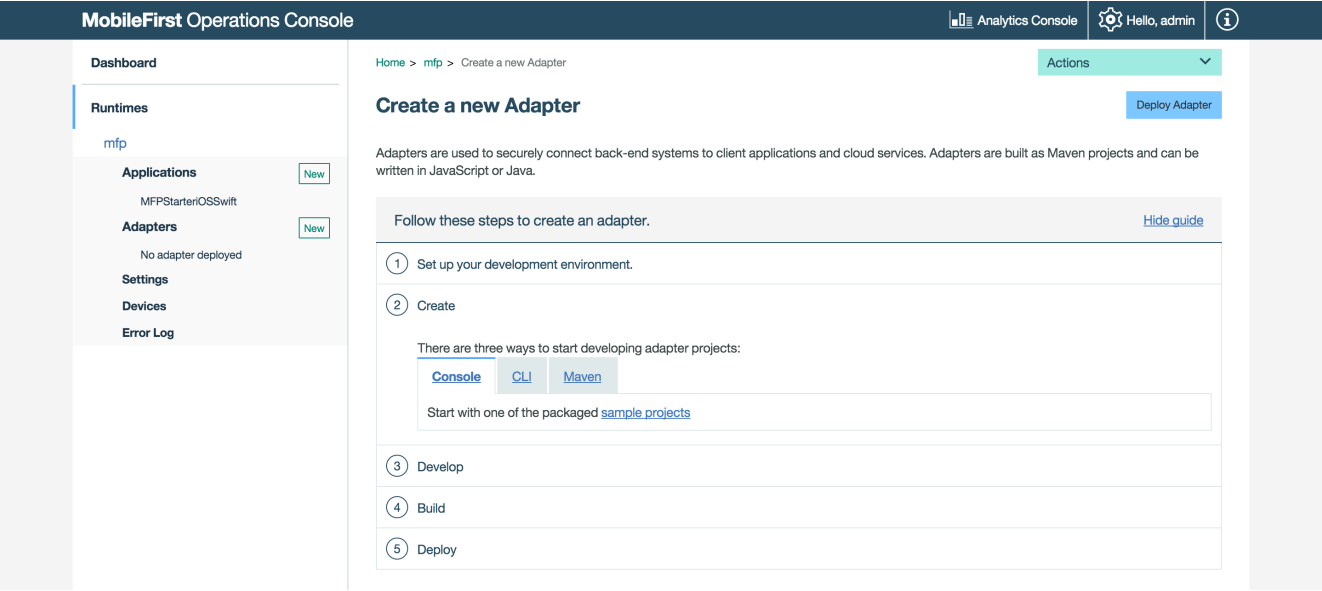 MobileFirst Operations Console
Analytics Console
Hello, admin
Dashboard
Runtimes
mfp
Applications
New
MFPStarteriOSSwift
Adapters
New
No adapter deployed
Settings
Devices
Error Log
Home > mfp > Create a new Adapter
Actions
Create a new Adapter
Deploy Adapter
Adapters are used to securely connect back-end systems to client applications and cloud services. Adapters are built as Maven projects and can be
written in JavaScript or Java.
Follow these steps to create an adapter.
Hide guide
1 Set up your development environment.
2 Create
There are three ways to start developing adapter projects:
Console CLI Maven
Start with one of the packaged sample projects
3 Develop
4 Build
5 Deploy